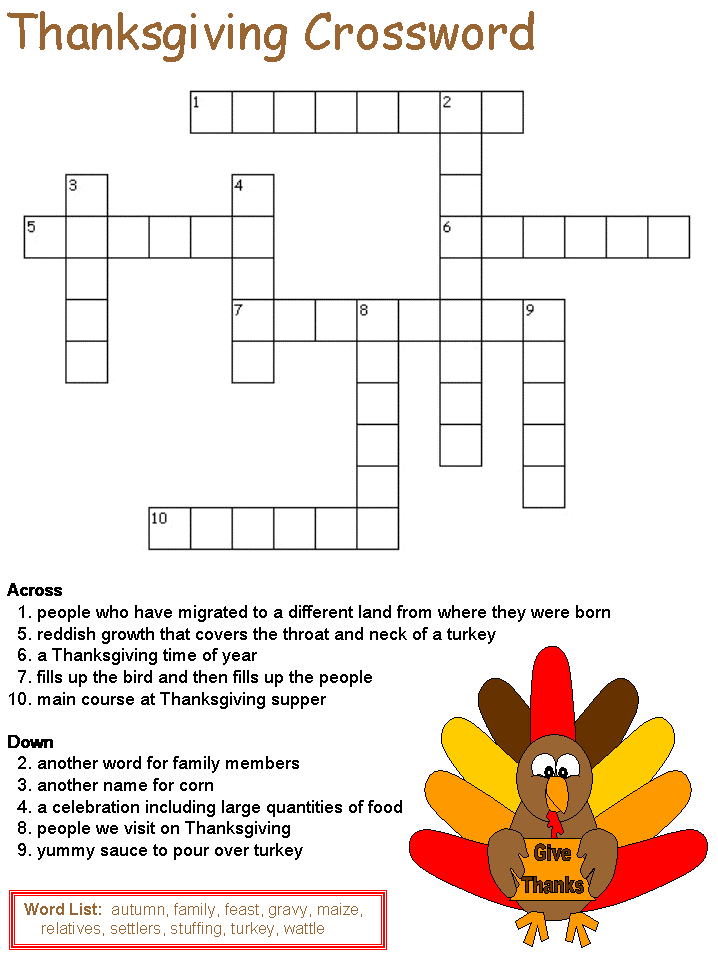 Thanksgiving Crossword
1
2
3
4
5
6
7
8
9
10
Across
1. people who have migrated to a different land from where they were born
5. reddish growth that covers the throat and neck of a turkey
6. a Thanksgiving time of year
7. fills up the bird and then fills up the people
10. main course at Thanksgiving supper
Down
2. another word for family members
3. another name for corn
4. a celebration including large quantities of food
8. people we visit on Thanksgiving
9. yummy sauce to pour over turkey
Give
Thanks
Word List: autumn, family, feast, gravy, maize,
relatives, settlers, stuffing, turkey, wattle